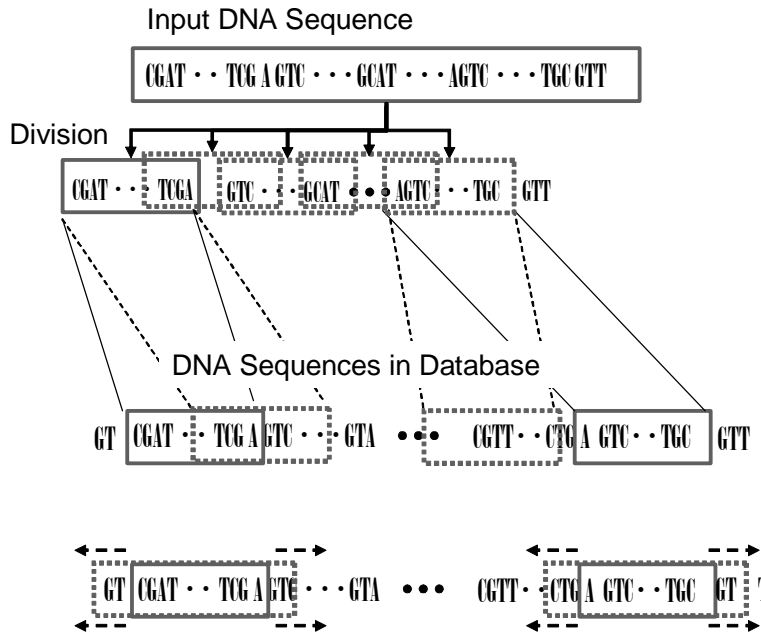 Input DNA Sequence
CGAT · · TCG A GTC · · · GCAT · · · AGTC · · · TGC GTT
Division
CGAT · · · TCGA GTC · · · GCAT ••• AGTC · · · TGC GTT
DNA Sequences in Database
GT CGAT · · · TCG A GTC · · · GTA ••• CGTT · · CTG A GTC · · TGC GTT
GT CGAT · · TCG A GTC · · · GTA ••• CGTT · · CTG A GTC · · TGC GT